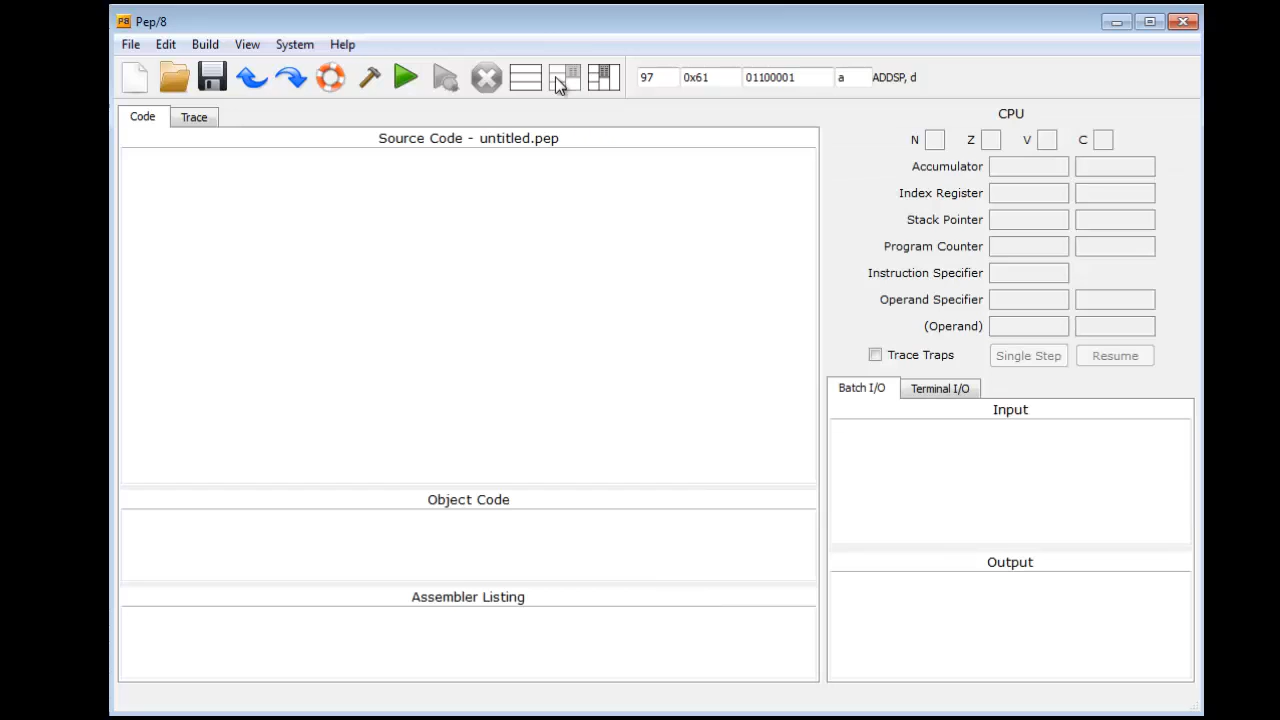 P8 Pep/8
File Edit Build View System Help
97 0x61 01100001 a ADDSP, d
Code Trace
Source Code - untitled.pep
Object Code
Assembler Listing
CPU
N Z V C
Accumulator
Index Register
Stack Pointer
Program Counter
Instruction Specifier
Operand Specifier
(Operand)
Trace Traps Single Step Resume
Batch I/O Terminal I/O
Input
Output